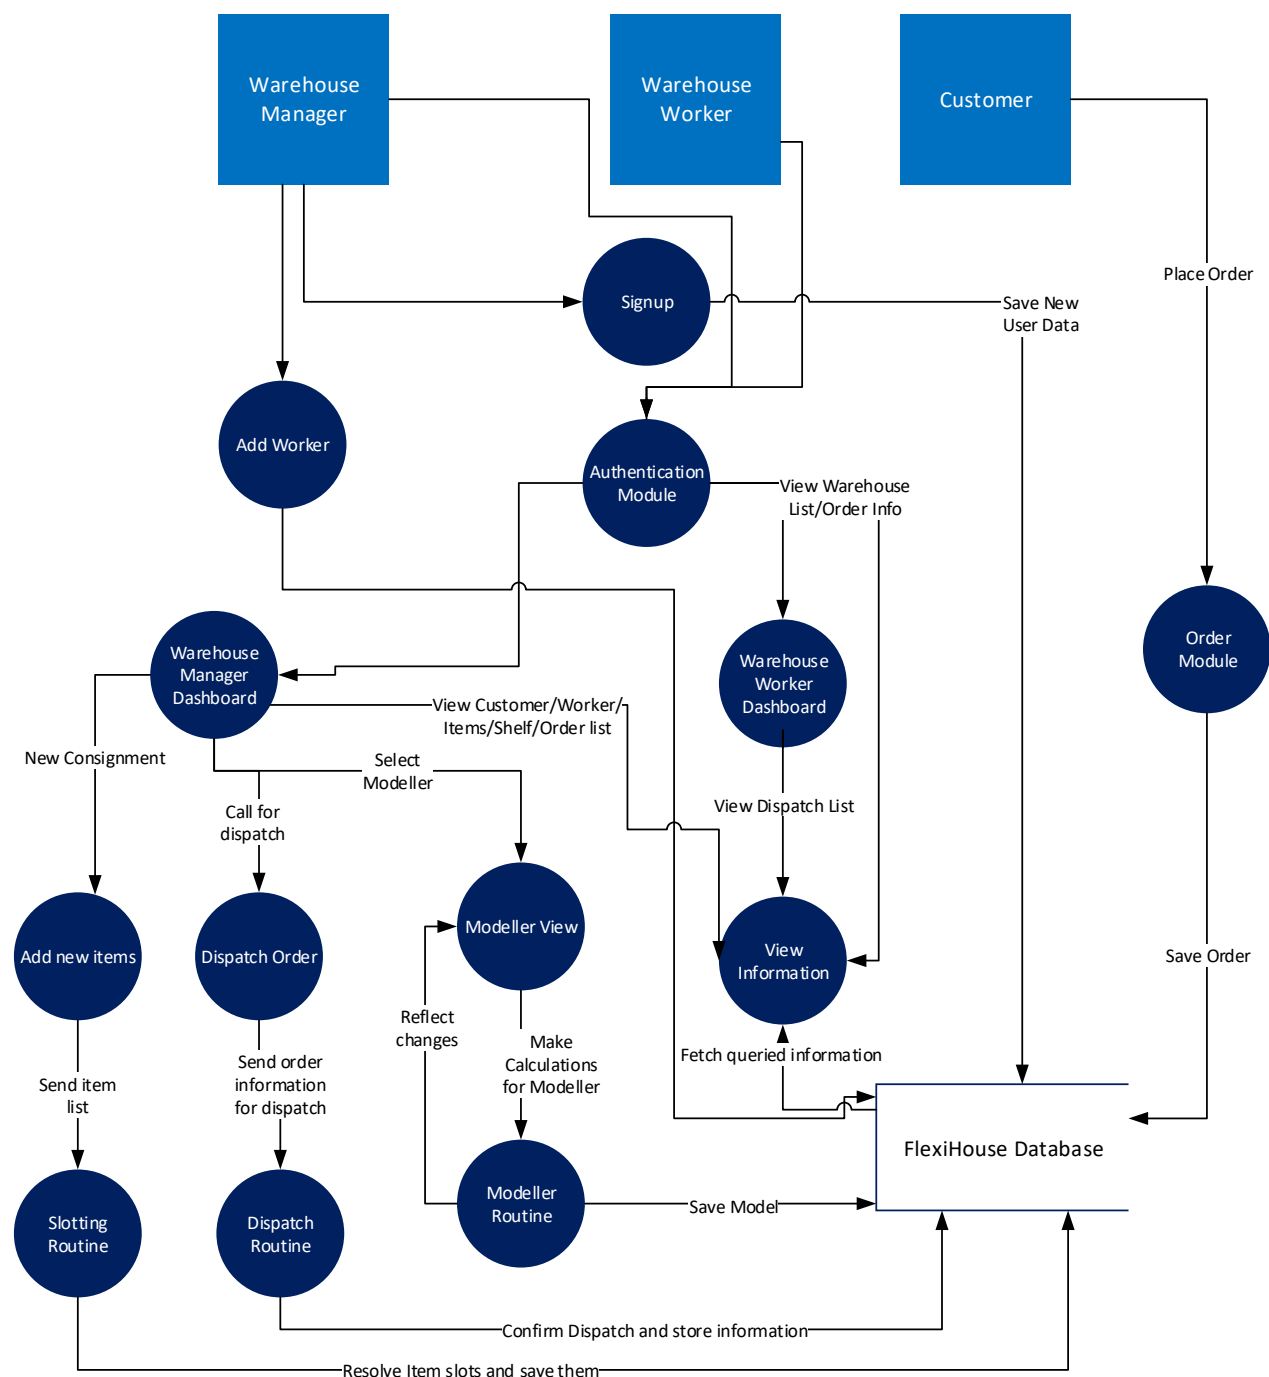 Warehouse
Manager
Warehouse
Worker
Customer
Signup
Save New
User Data
Place Order
Add Worker
Authentication
Module
View Warehouse
List/Order Info
Warehouse
Manager
Dashboard
Warehouse
Worker
Dashboard
Order
Module
View Customer/Worker/
Items/Shelf/Order list
New Consignment
Select
Modeller
Call for
dispatch
View Dispatch List
Add new items
Dispatch Order
Modeller View
View
Information
Save Order
Reflect
changes
Make
Calculations
for Modeller
Fetch queried information
Send item
list
Send order
information
for dispatch
FlexiHouse Database
Slotting
Routine
Dispatch
Routine
Modeller
Routine
Save Model
Confirm Dispatch and store information
Resolve Item slots and save them